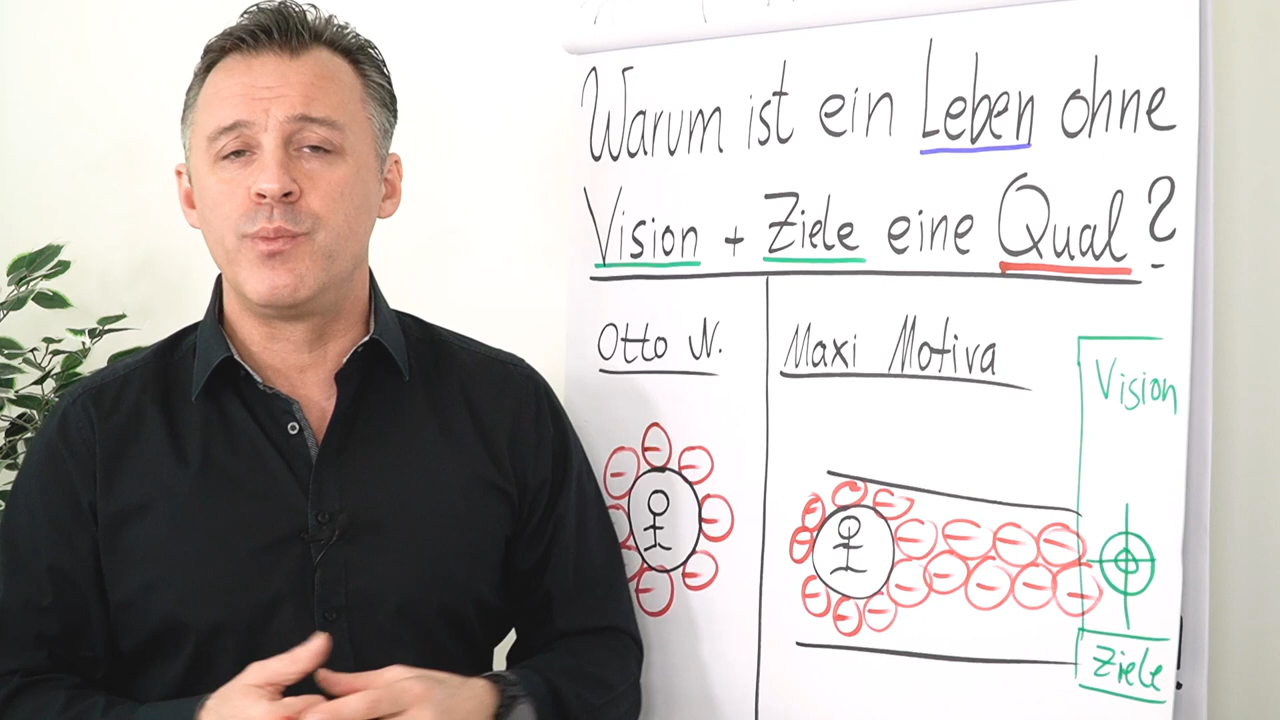 Warum ist ein Leben ohne
Vision + Ziele eine Qual?
Otto N.
Maxi Motiva
Vision
Ziele